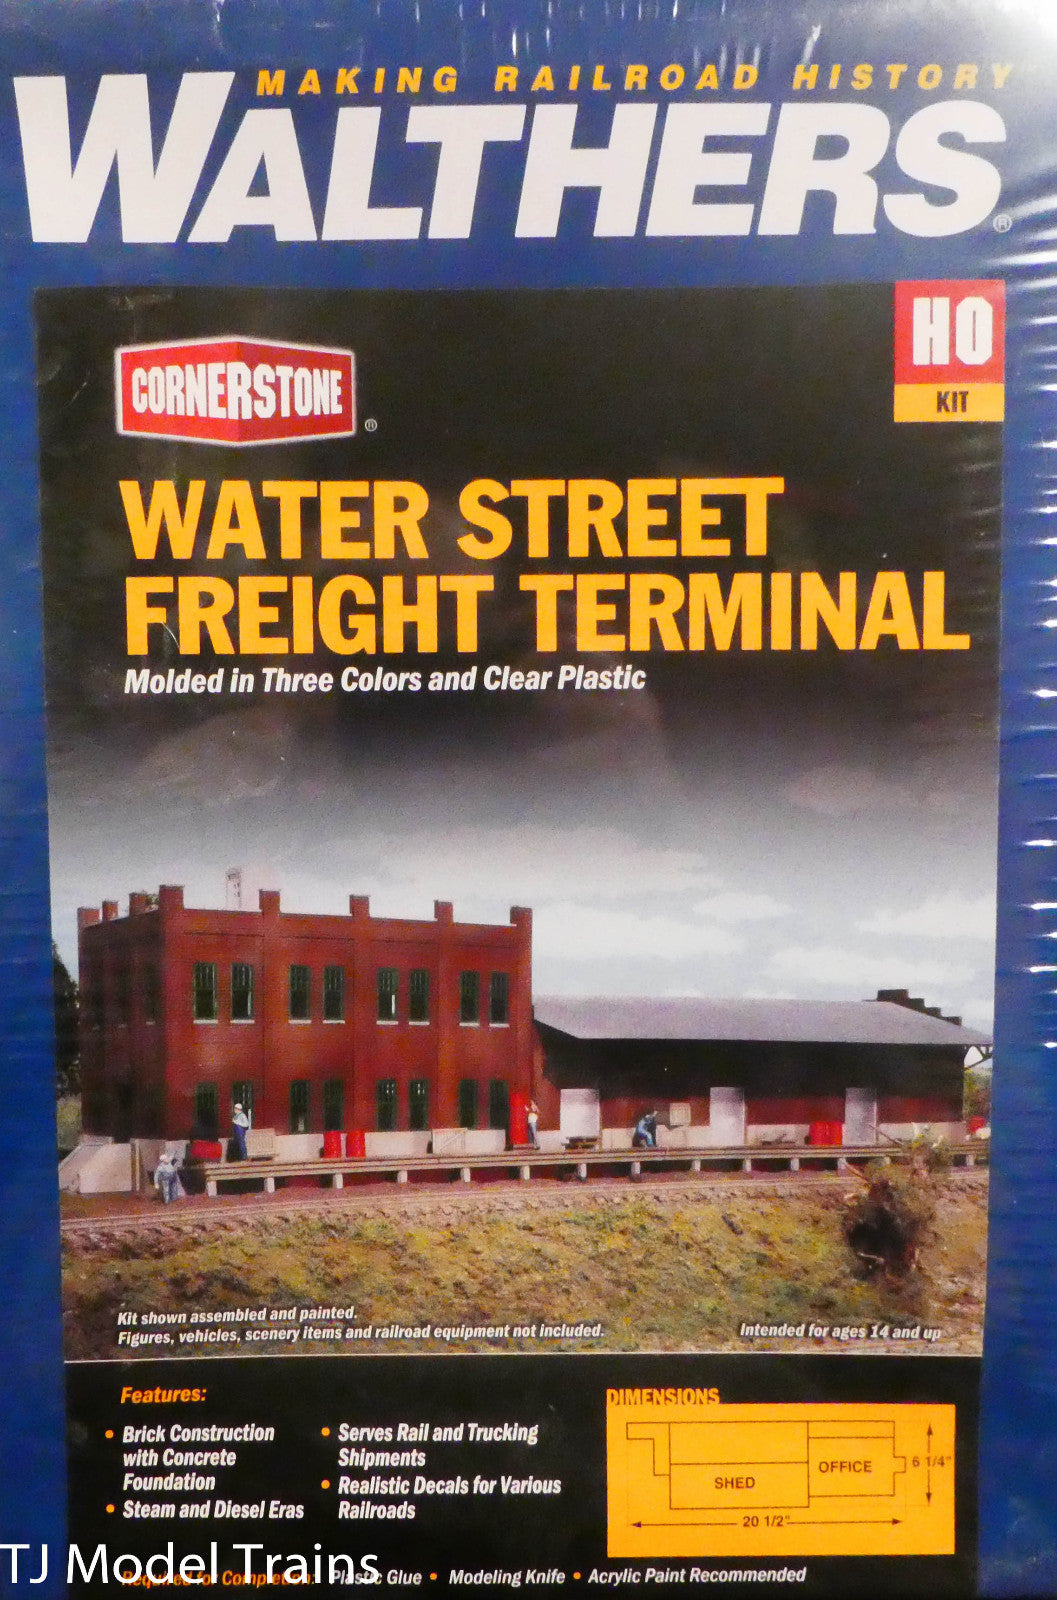 MAKING RAILROAD HISTORY
WALTHERS®
HO
KIT
CORNERSTONE®
WATER STREET
FREIGHT TERMINAL
Molded in Three Colors and Clear Plastic
Kit shown assembled and painted.
Figures, vehicles, scenery items and railroad equipment not included.
Intended for ages 14 and up
Features:
• Brick Construction
with Concrete
Foundation
• Steam and Diesel Eras
• Serves Rail and Trucking
Shipments
• Realistic Decals for Various
Railroads
DIMENSIONS
SHED
OFFICE
6 1/4"
20 1/2"
Required for Completion: Plastic Glue • Modeling Knife • Acrylic Paint Recommended
TJ Model Trains